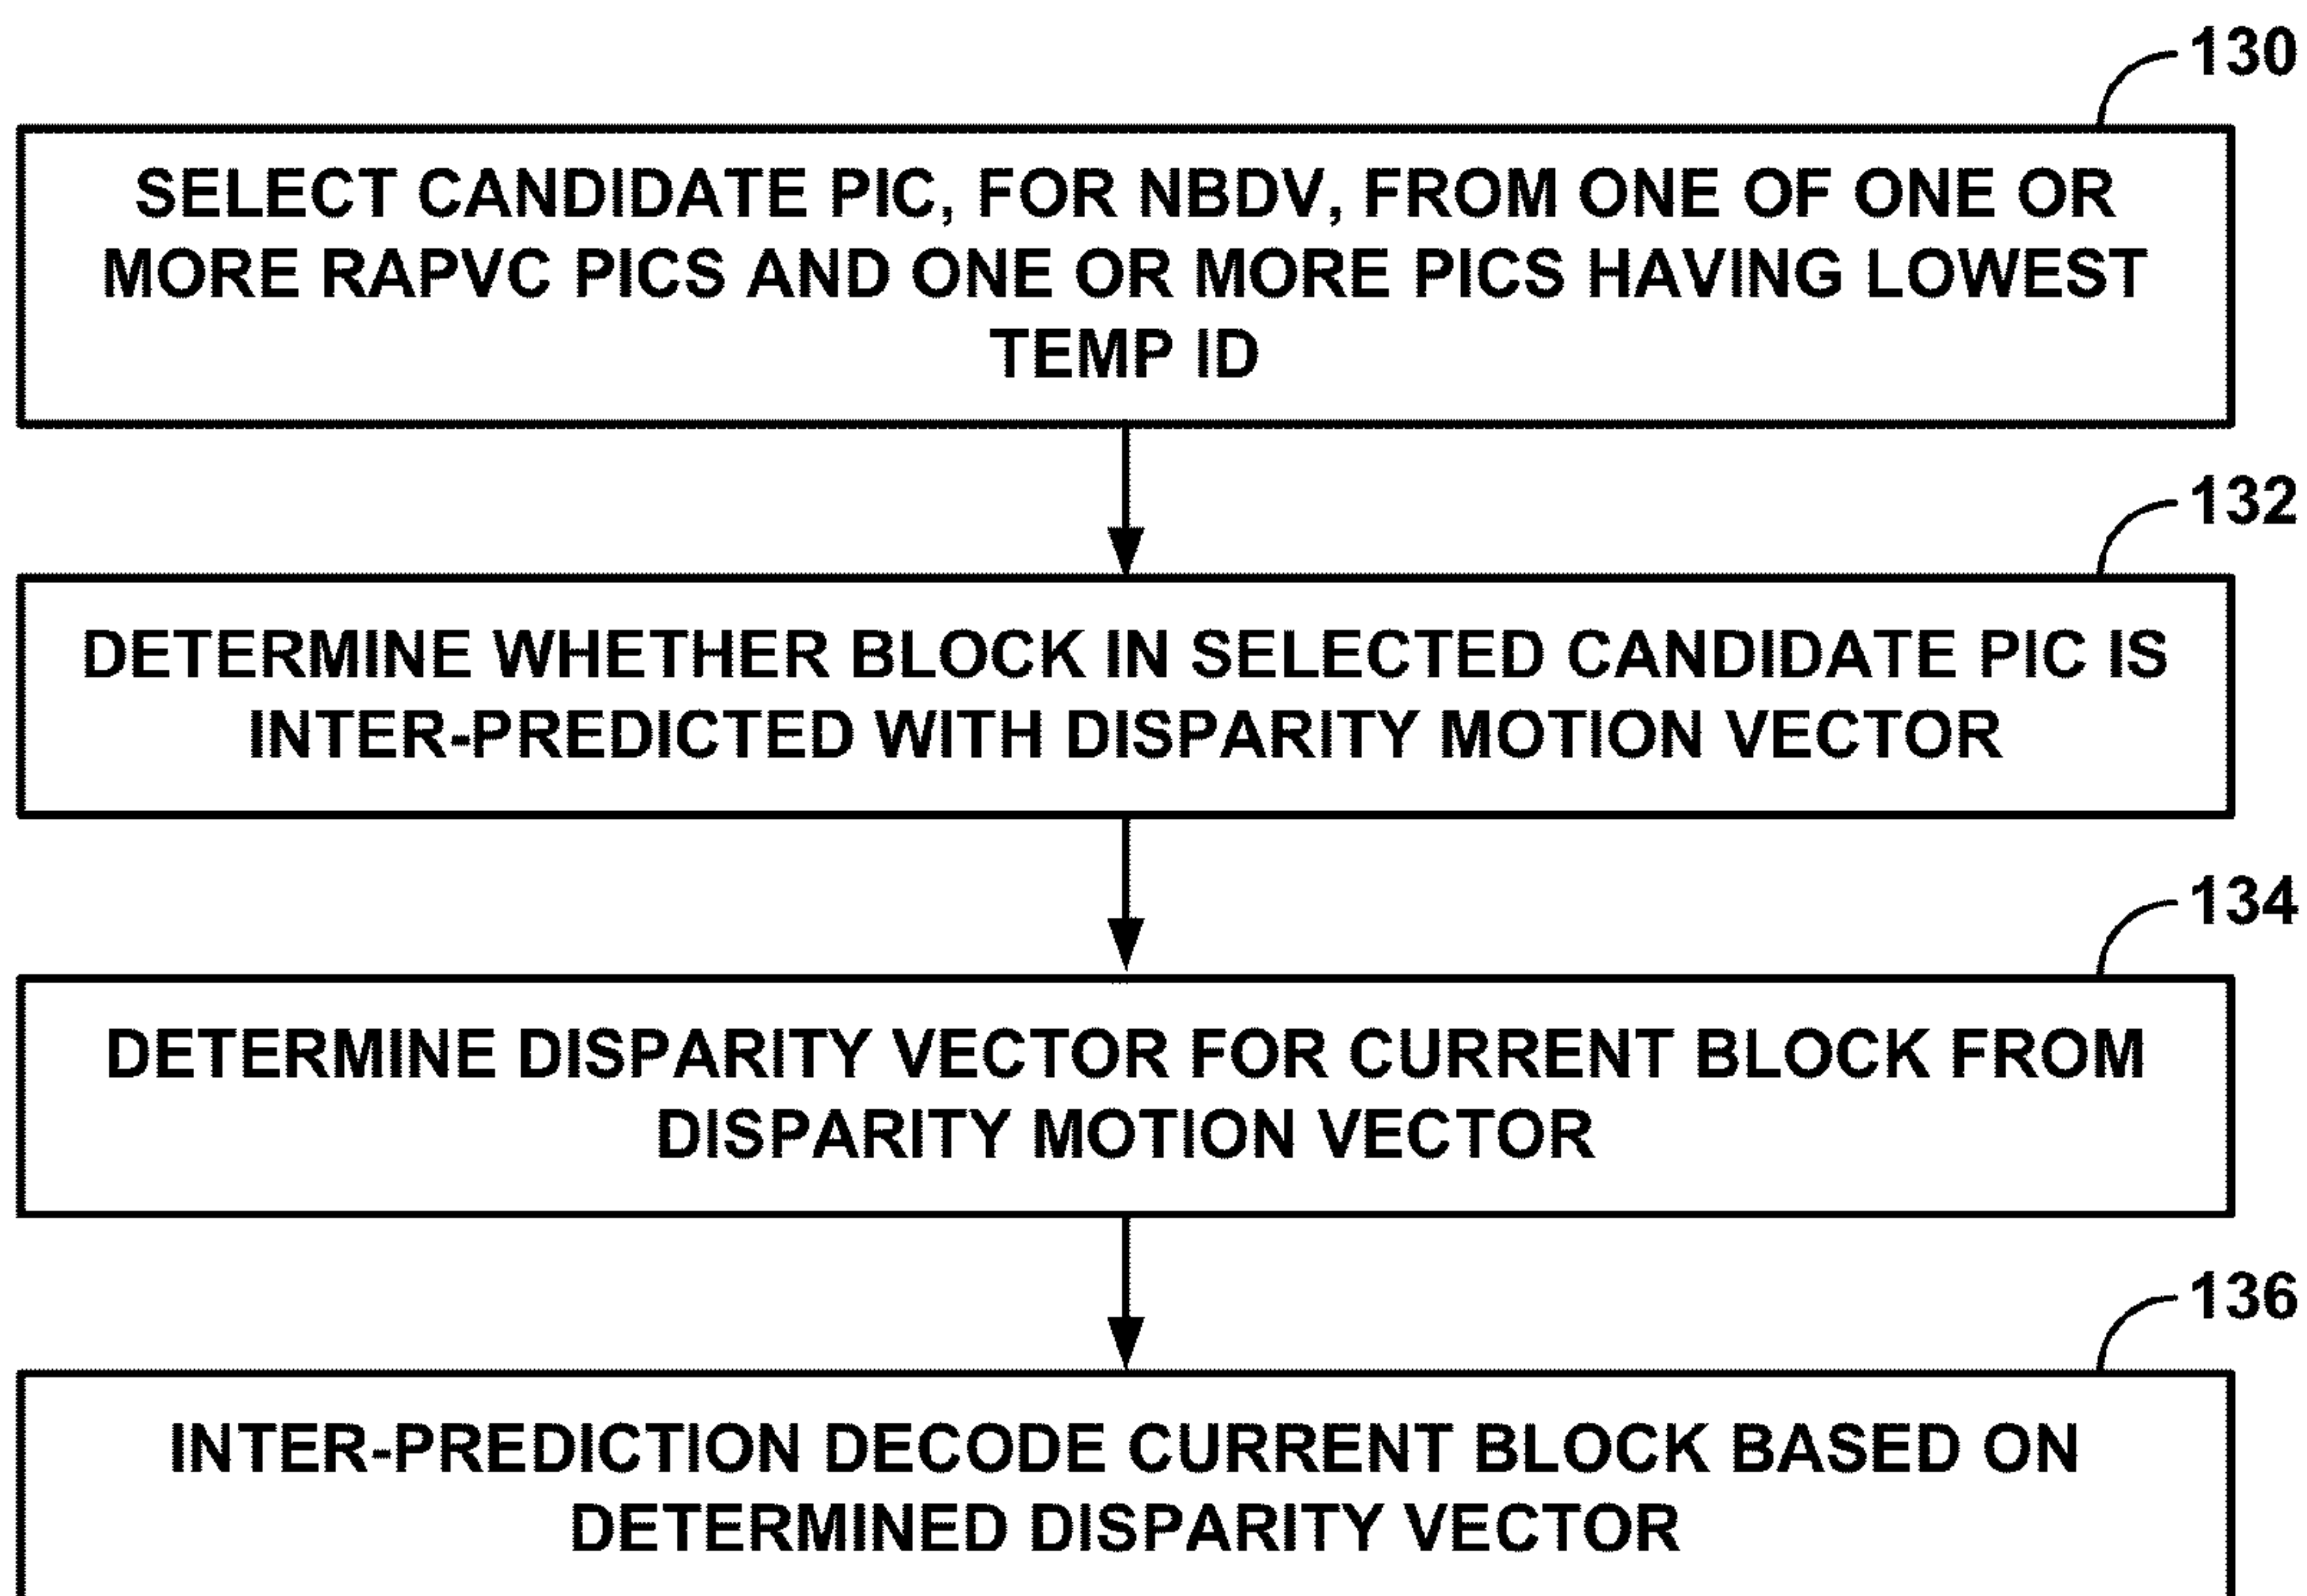 130
SELECT CANDIDATE PIC, FOR NBDV, FROM ONE OF ONE OR
MORE RAPVC PICS AND ONE OR MORE PICS HAVING LOWEST
TEMP ID
132
DETERMINE WHETHER BLOCK IN SELECTED CANDIDATE PIC IS
INTER-PREDICTED WITH DISPARITY MOTION VECTOR
134
DETERMINE DISPARITY VECTOR FOR CURRENT BLOCK FROM
DISPARITY MOTION VECTOR
136
INTER-PREDICTION DECODE CURRENT BLOCK BASED ON
DETERMINED DISPARITY VECTOR